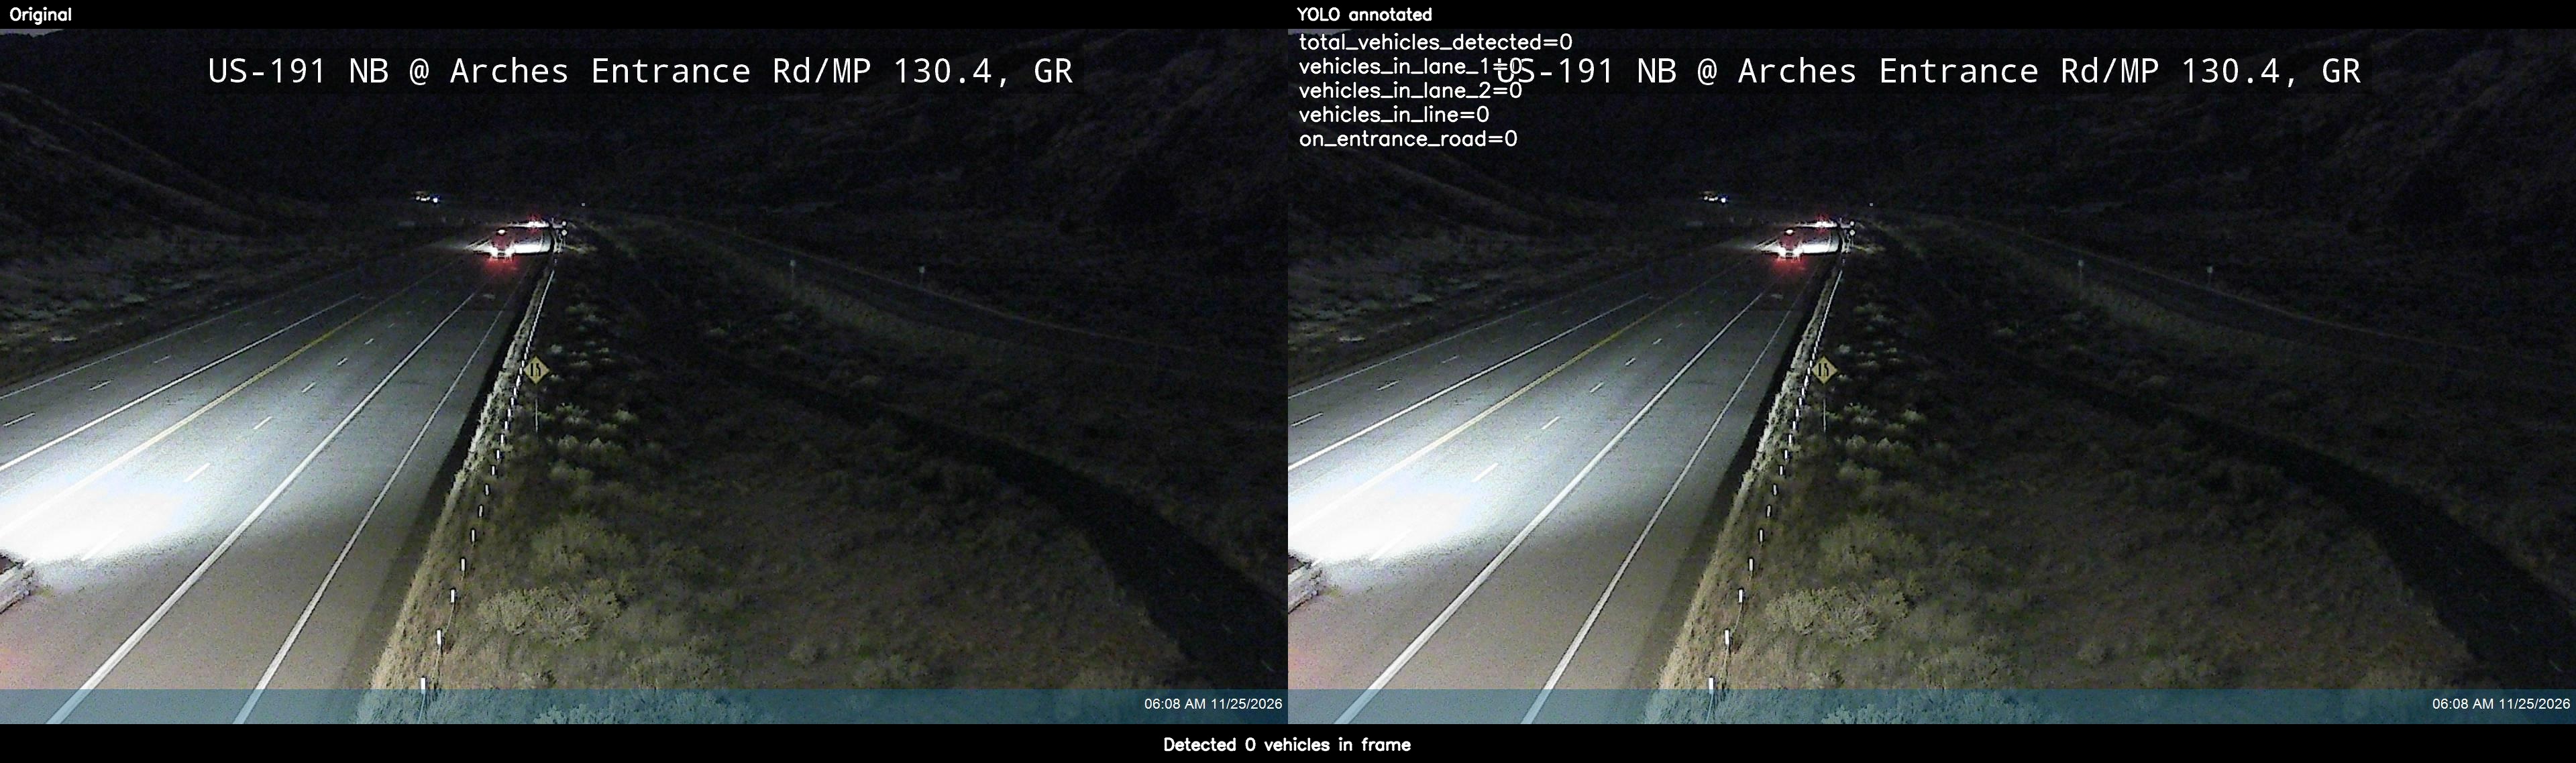 Original
US-191 NB @ Arches Entrance Rd/MP 130.4, GR
06:08 AM 11/25/2026
YOLO annotated
total_vehicles_detected=0
vehicles_in_lane_1=0
US-191 NB @ Arches Entrance Rd/MP 130.4, GR
vehicles_in_lane_2=0
vehicles_in_line=0
on_entrance_road=0
06:08 AM 11/25/2026
Detected 0 vehicles in frame